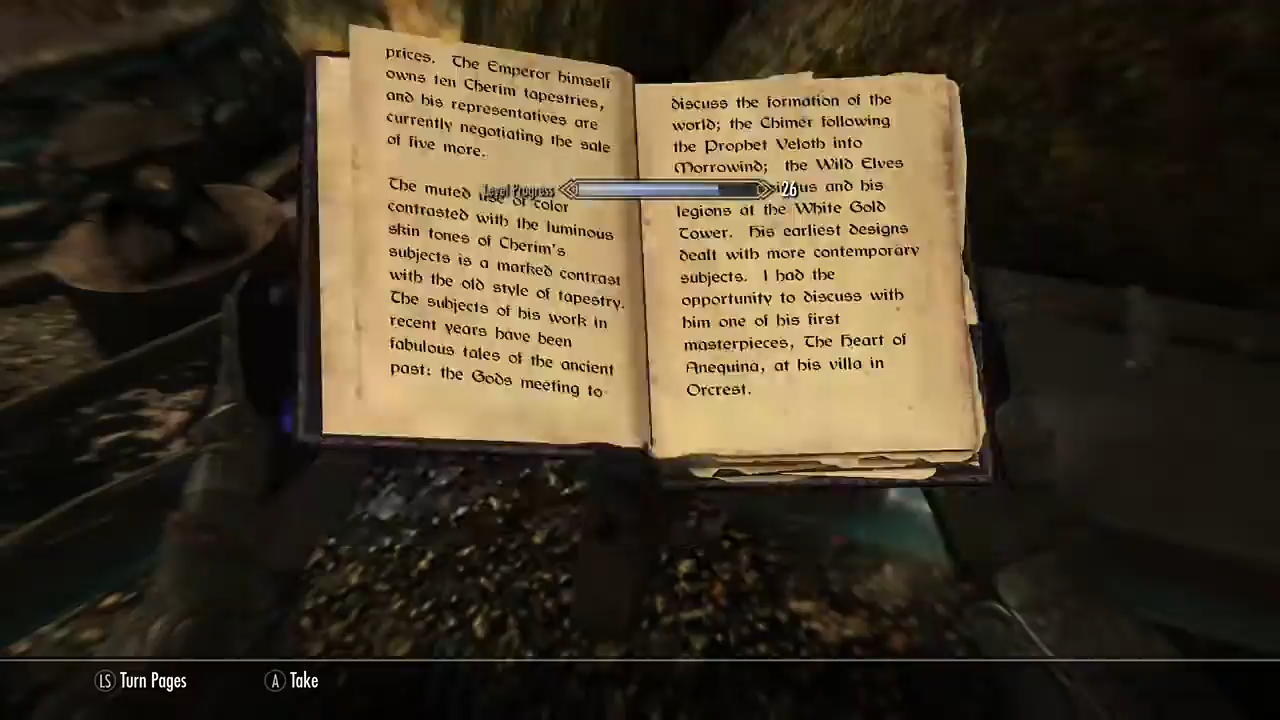 prices. The Emperor himself
owns ten Cherim tapestries,
and his representatives are
currently negotiating the sale
of five more.
The muted use of color
contrasted with the luminous
skin tones of Cherim's
subjects is a marked contrast
with the old style of tapestry.
The subjects of his work in
recent years have been
fabulous tales of the ancient
past: the Gods meeting to
discuss the formation of the
world; the Chimer following
the Prophet Veloth into
Morrowind; the Wild Elves
and his
legions at the White Gold
Tower. His earliest designs
dealt with more contemporary
subjects. I had the
opportunity to discuss with
him one of his first
masterpieces, The Heart of
Anequina, at his villa in
Orcrest.
Level Progress 26
LS Turn Pages A Take